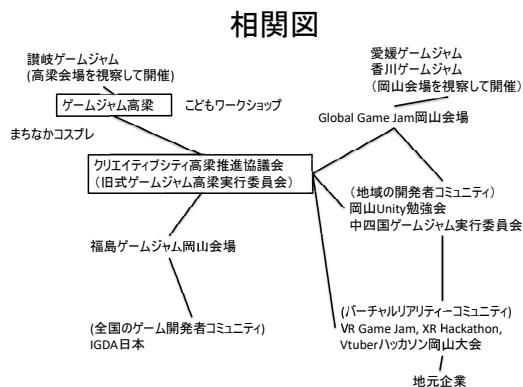 相関図
讃岐ゲームジャム
(高梁会場を視察して開催)
愛媛ゲームジャム
香川ゲームジャム
（岡山会場を視察して開催）
ゲームジャム高梁
こどもワークショップ
Global Game Jam岡山会場
まちなかコスプレ
クリエイティブシティ高梁推進協議会
（旧式ゲームジャム高梁実行委員会）
（地域の開発者コミュニティ）
岡山Unity勉強会
中四国ゲームジャム実行委員会
福島ゲームジャム岡山会場
(全国のゲーム開発者コミュニティ)
IGDA日本
(バーチャルリアリティーコミュニティ)
VR Game Jam, XR Hackathon,
Vtuberハッカソン岡山大会
地元企業